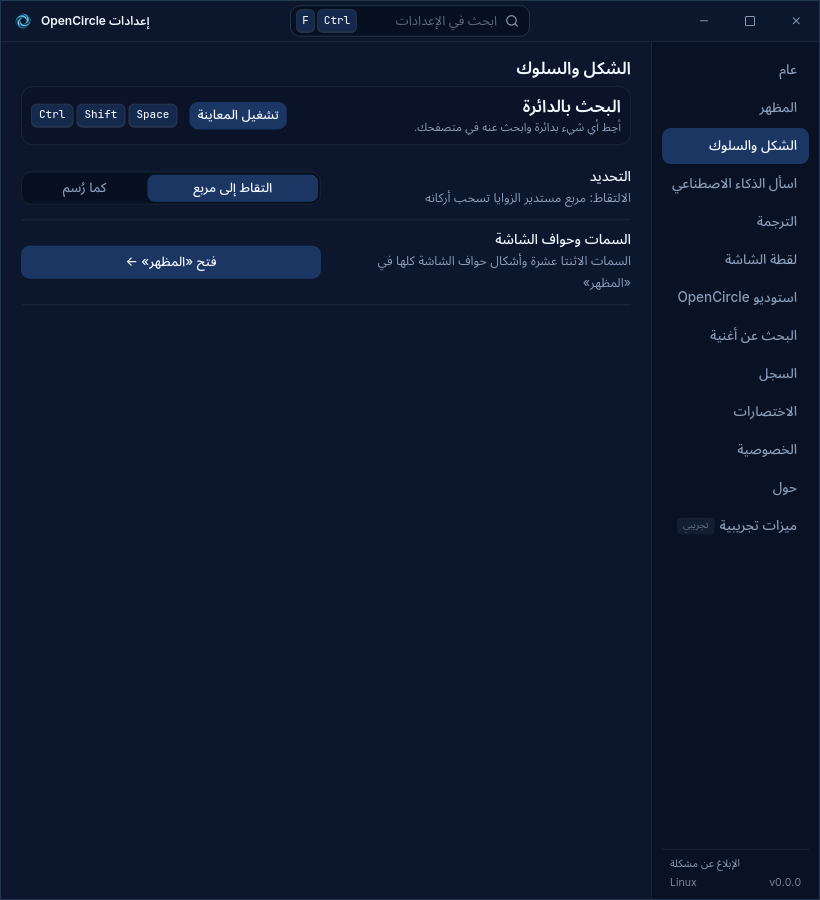 إعدادات OpenCircle
ابحث في الإعدادات
Ctrl F
عام
المظهر
الشكل والسلوك
اسأل الذكاء الاصطناعي
الترجمة
لقطة الشاشة
استوديو OpenCircle
البحث عن أغنية
السجل
الاختصارات
الخصوصية
حول
ميزات تجريبية تجريبي
الإبلاغ عن مشكلة
v0.0.0 Linux
الشكل والسلوك
البحث بالدائرة
أحِط أي شيء بدائرة وابحث عنه في متصفحك.
تشغيل المعاينة
Ctrl Shift Space
التحديد
الالتقاط: مربع مستدير الزوايا تسحب أركانه
التقاط إلى مربع
كما رُسم
السمات وحواف الشاشة
السمات الاثنتا عشرة وأشكال حواف الشاشة كلها في
«المظهر»
فتح «المظهر» ←